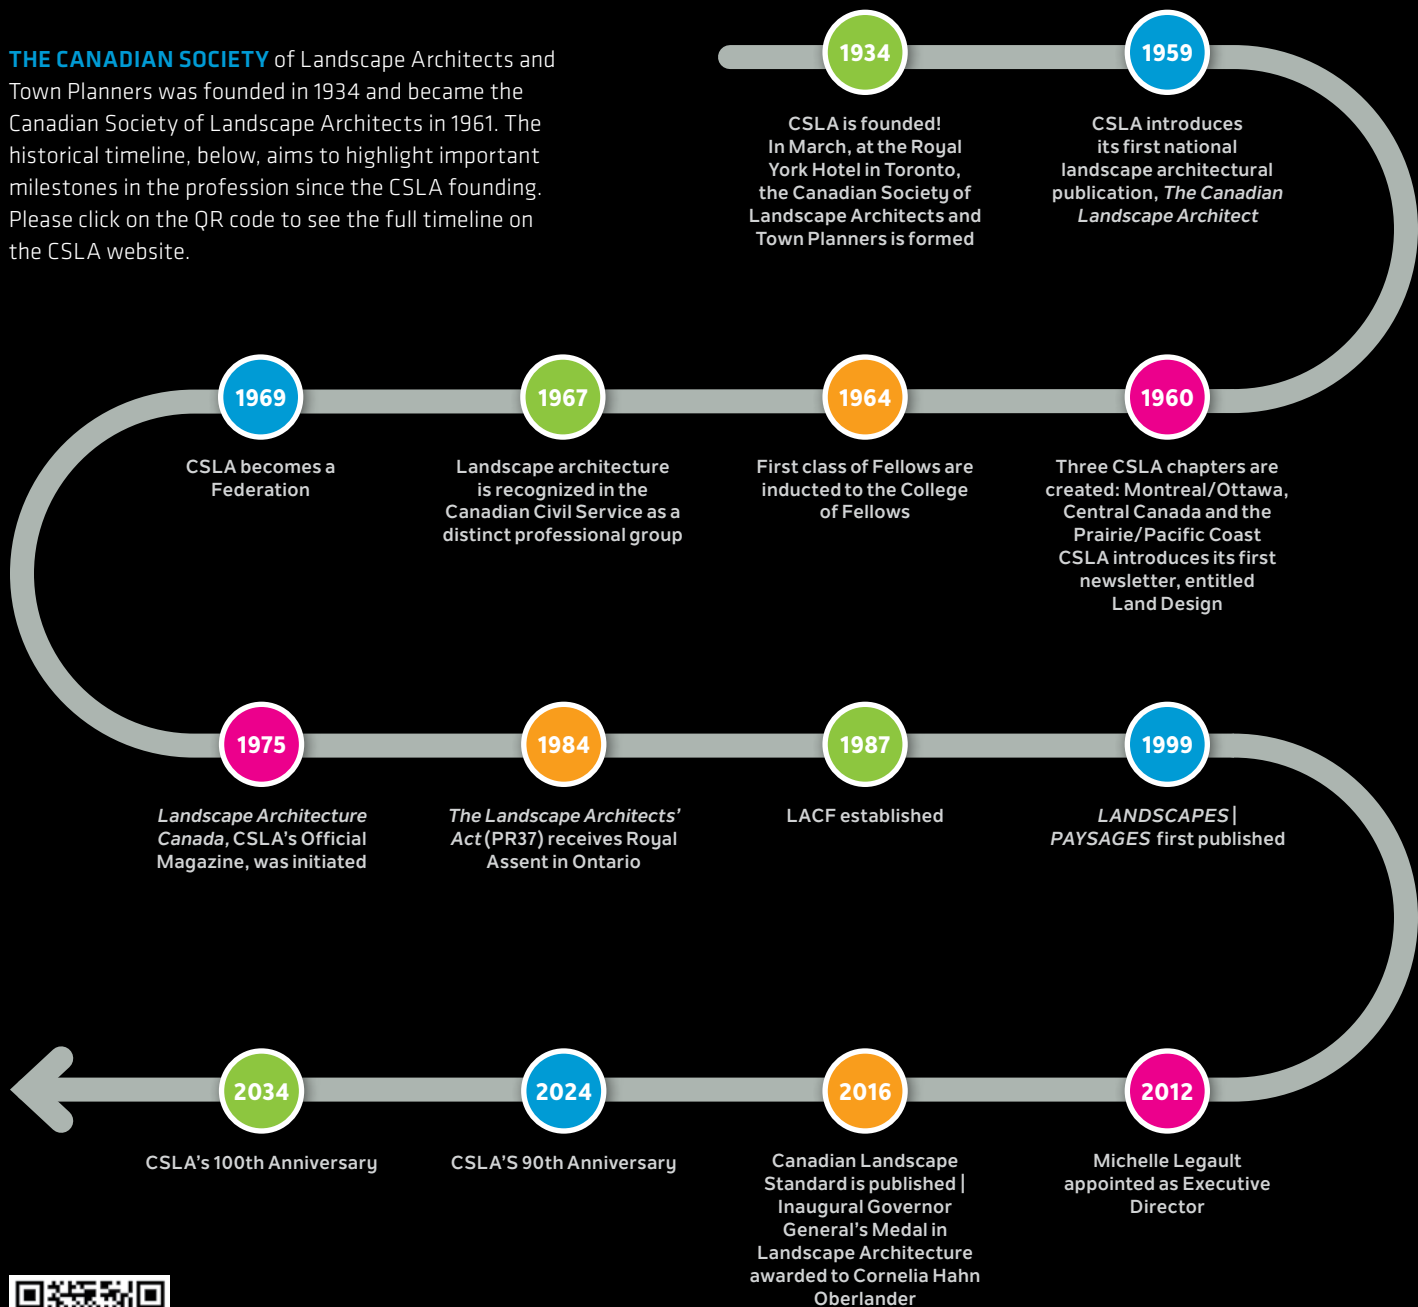 THE CANADIAN SOCIETY of Landscape Architects and
Town Planners was founded in 1934 and became the
Canadian Society of Landscape Architects in 1961. The
historical timeline, below, aims to highlight important
milestones in the profession since the CSLA founding.
Please click on the QR code to see the full timeline on
the CSLA website.
1934
CSLA is founded!
In March, at the Royal
York Hotel in Toronto,
the Canadian Society of
Landscape Architects and
Town Planners is formed
1959
CSLA introduces
its first national
landscape architectural
publication, The Canadian
Landscape Architect
1960
Three CSLA chapters are
created: Montreal/Ottawa,
Central Canada and the
Prairie/Pacific Coast
CSLA introduces its first
newsletter, entitled
Land Design
1964
First class of Fellows are
inducted to the College
of Fellows
1967
Landscape architecture
is recognized in the
Canadian Civil Service as a
distinct professional group
1969
CSLA becomes a
Federation
1975
Landscape Architecture
Canada, CSLA's Official
Magazine, was initiated
1984
The Landscape Architects'
Act (PR37) receives Royal
Assent in Ontario
1987
LACF established
1999
LANDSCAPES |
PAYSAGES first published
2012
Michelle Legault
appointed as Executive
Director
2016
Canadian Landscape
Standard is published |
Inaugural Governor
General's Medal in
Landscape Architecture
awarded to Cornelia Hahn
Oberlander
2024
CSLA'S 90th Anniversary
2034
CSLA's 100th Anniversary